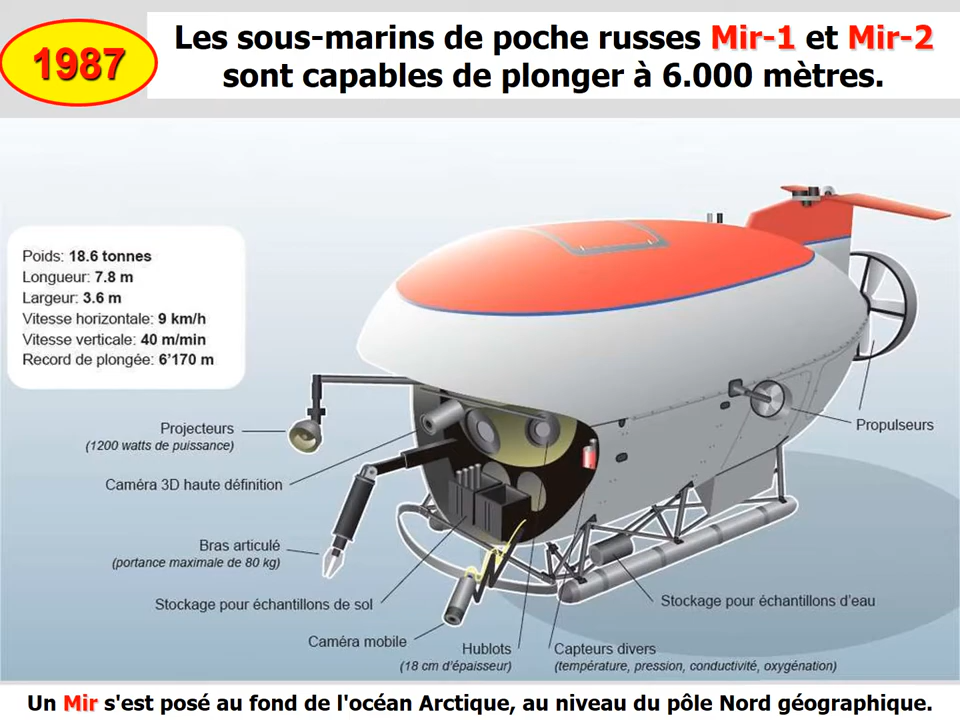 1987
Les sous-marins de poche russes Mir-1 et Mir-2
sont capables de plonger à 6.000 mètres.
Poids: 18.6 tonnes
Longueur: 7.8 m
Largeur: 3.6 m
Vitesse horizontale: 9 km/h
Vitesse verticale: 40 m/min
Record de plongée: 6'170 m
Projecteurs
(1200 watts de puissance)
Caméra 3D haute définition
Bras articulé
(portance maximale de 80 kg)
Stockage pour échantillons de sol
Caméra mobile
Hublots
(18 cm d'épaisseur)
Capteurs divers
(température, pression, conductivité, oxygénation)
Stockage pour échantillons d'eau
Propulseurs
Un Mir s'est posé au fond de l'océan Arctique, au niveau du pôle Nord géographique.